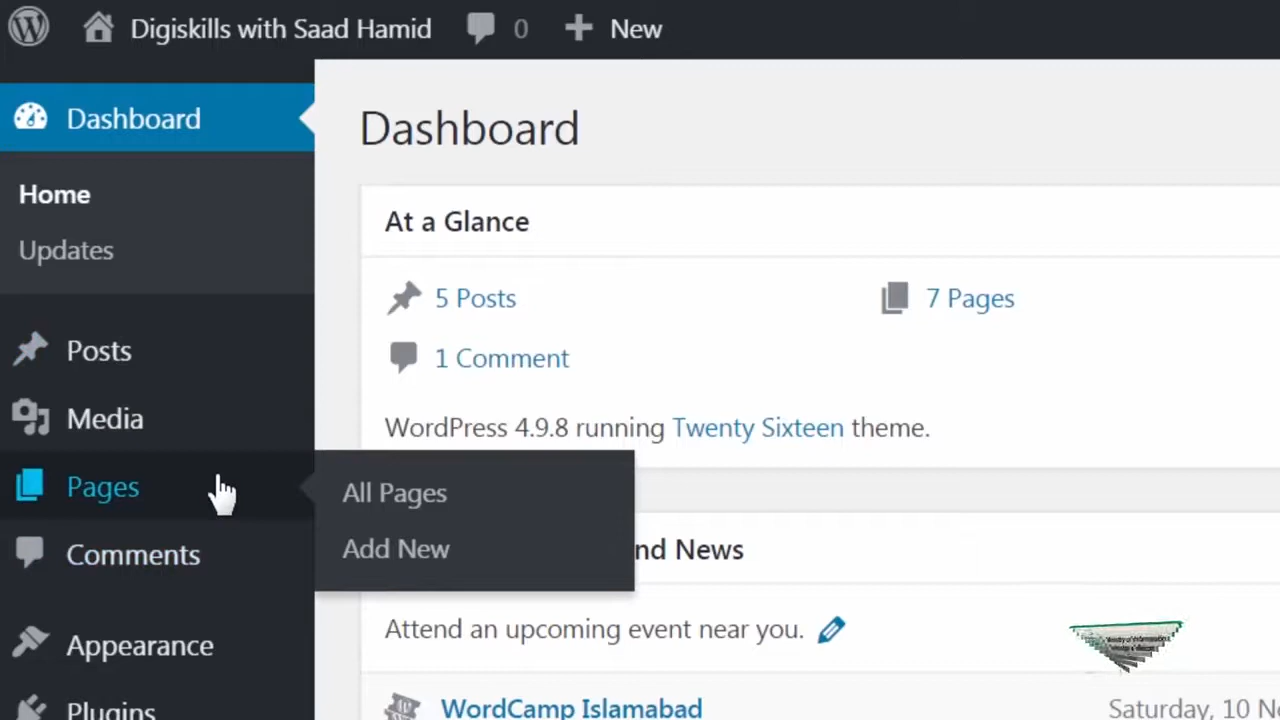 Digiskills with Saad Hamid 0 New
Dashboard
Home
Updates
Posts
Media
Pages
Comments
Appearance
Plugins
Dashboard
At a Glance
5 Posts 7 Pages
1 Comment
WordPress 4.9.8 running Twenty Sixteen theme.
All Pages
Add New
nd News
Attend an upcoming event near you.
WordCamp Islamabad Saturday, 10 No